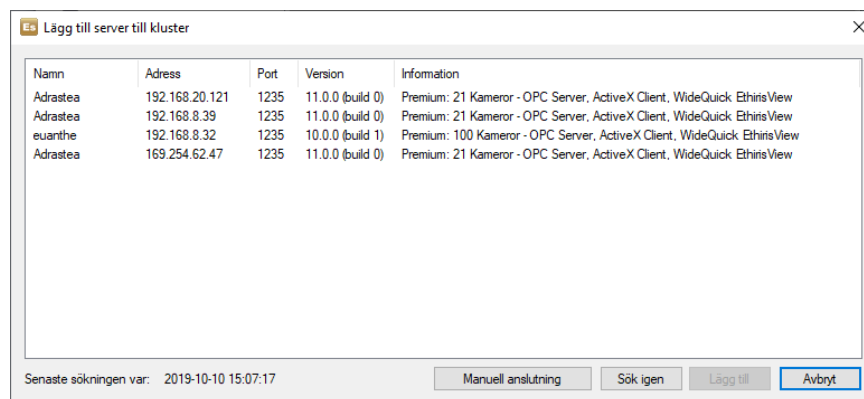 Es Lägg till server till kluster
Namn Adress Port Version Information
Adrastea 192.168.20.121 1235 11.0.0 (build 0) Premium: 21 Kameror - OPC Server, ActiveX Client, WideQuick EthirisView
Adrastea 192.168.8.39 1235 11.0.0 (build 0) Premium: 21 Kameror - OPC Server, ActiveX Client, WideQuick EthirisView
euanthe 192.168.8.32 1235 10.0.0 (build 1) Premium: 100 Kameror - OPC Server, ActiveX Client, WideQuick EthirisView
Adrastea 169.254.62.47 1235 11.0.0 (build 0) Premium: 21 Kameror - OPC Server, ActiveX Client, WideQuick EthirisView
Senaste sökningen var: 2019-10-10 15:07:17 Manuell anslutning Sök igen Lägg till Avbryt